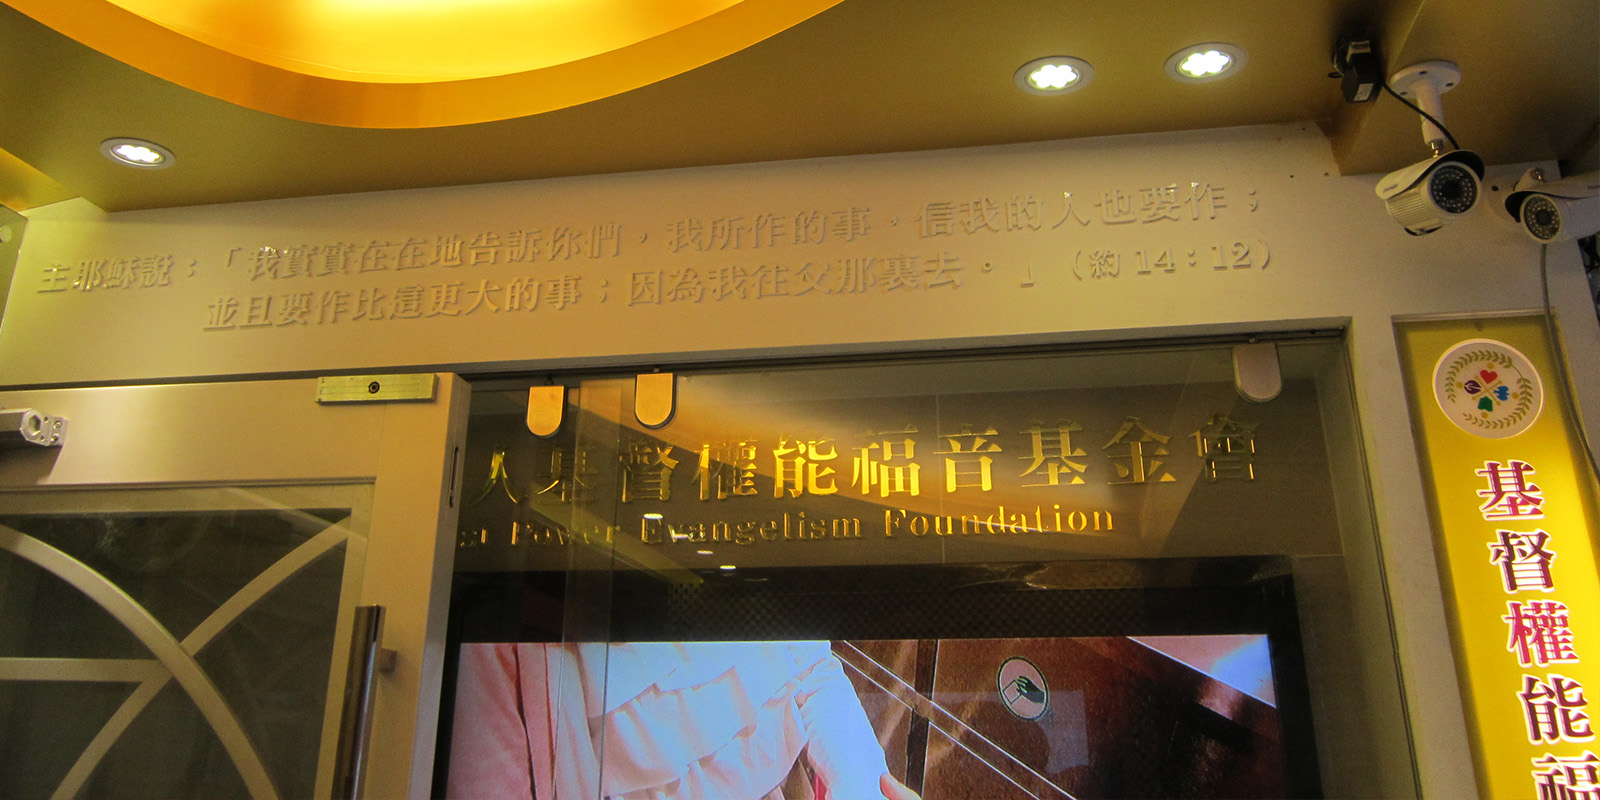 主耶穌說：「我實實在在地告訴你們，我所作的事、信我的人也要作；
並且要作比這更大的事；因為我往父那裏去。」（約 14：12）
人基督權能福音基金會
st Power Evangelism Foundation
基督權能福